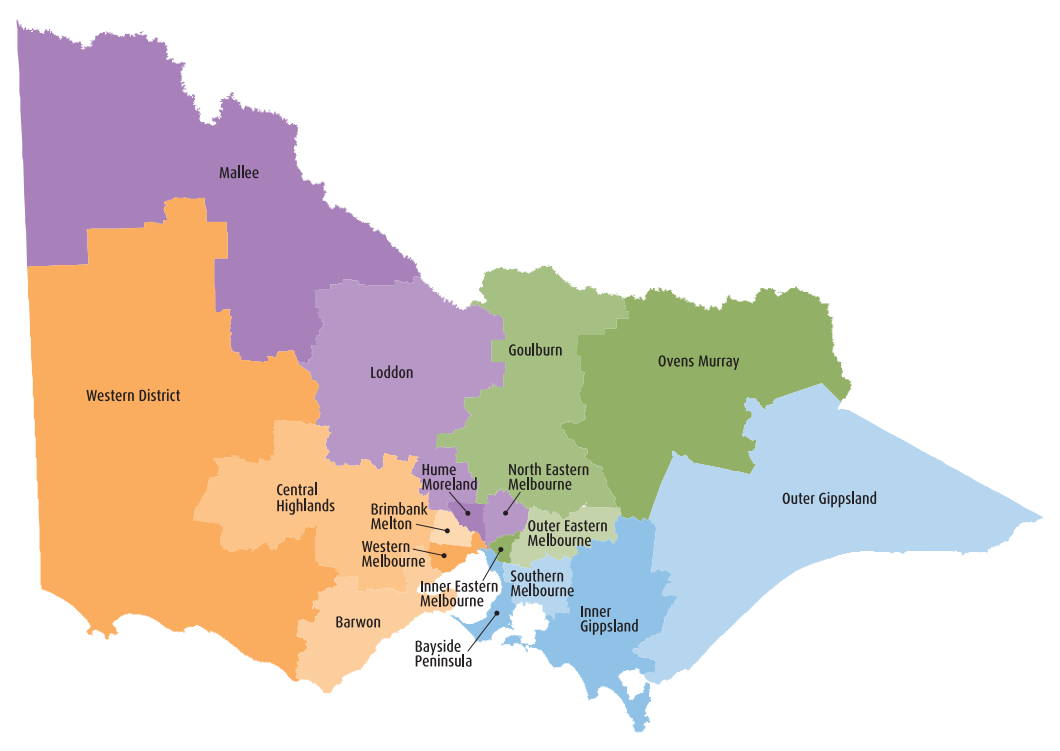 Mallee
Goulburn
Ovens Murray
Loddon
Western District
Hume
Moreland
North Eastern
Melbourne
Central
Highlands
Outer Gippsland
Brimbank
Melton
Outer Eastern
Melbourne
Western
Melbourne
Inner Eastern
Melbourne
Southern
Melbourne
Barwon
Inner
Gippsland
Bayside
Peninsula